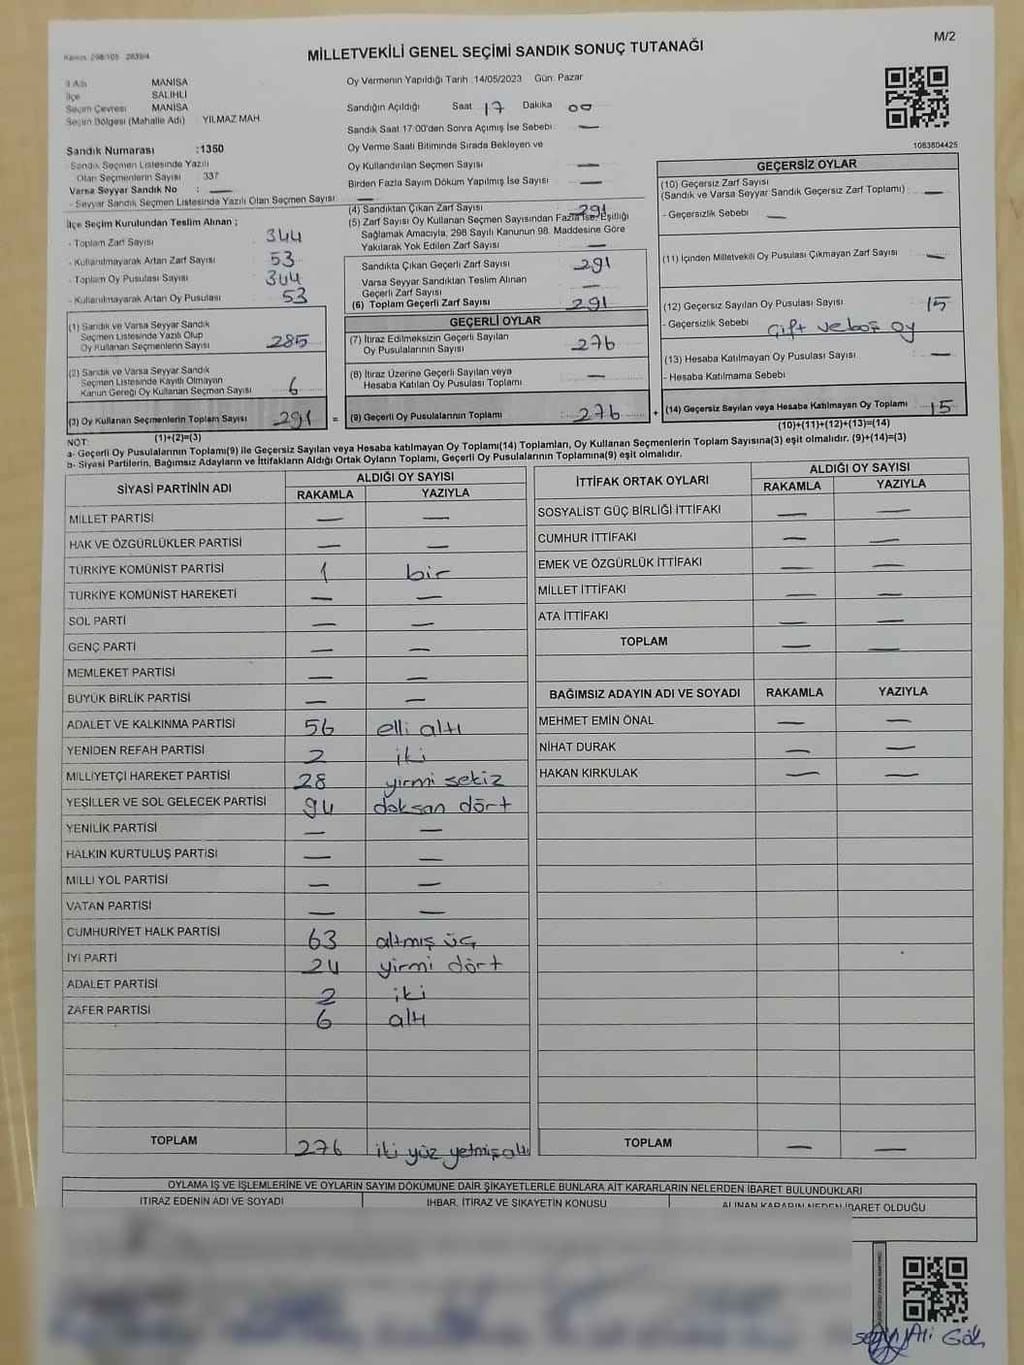 M/2
MİLLETVEKİLİ GENEL SEÇİMİ SANDIK SONUÇ TUTANAĞI
MANİSA
İlçe SALİHLİ
Seçim Çevresi MANİSA
Seçim Bölgesi (Mahalle Adı) YILMAZ MAH.
Sandık Numarası :1350
Sandık Seçmen Listesinde Yazılı
Olan Seçmenlerin Sayısı 337
Varsa Seyyar Sandık No : —
- Seyyar Sandık Seçmen Listesinde Yazılı Olan Seçmen Sayısı : —
Oy Vermenin Yapıldığı Tarih :14/05/2023 Gün: Pazar
Sandığın Açıldığı Saat 17 Dakika 00
Sandık Saat 17:00'den Sonra Açımış İse Sebebi: —
Oy Verme Saati Bitiminde Sırada Bekleyen ve
Oy Kullandırılan Seçmen Sayısı —
Birden Fazla Sayım Döküm Yapılmış İse Sayısı —
1083804425
İlçe Seçim Kurulundan Teslim Alınan ;
- Toplam Zarf Sayısı 344
- Kullanılmayarak Artan Zarf Sayısı 53
- Toplam Oy Pusulası Sayısı 344
- Kullanılmayarak Artan Oy Pusulası 53
(1) Sandık ve Varsa Seyyar Sandık
Seçmen Listesinde Yazılı Olup
Oy Kullanan Seçmenlerin Sayısı 285
(2) Sandık ve Varsa Seyyar Sandık
Seçmen Listesinde Kayıtlı Olmayan
Kanun Gereği Oy Kullanan Seçmen Sayısı 6
(3) Oy Kullanan Seçmenlerin Toplam Sayısı 291 =
(1)+(2)=(3)
(4) Sandıktan Çıkan Zarf Sayısı 291
(5) Zarf Sayısı Oy Kullanan Seçmen Sayısından Fazla İse, Eşitliği
Sağlamak Amacıyla, 298 Sayılı Kanunun 98. Maddesine Göre
Yakılarak Yok Edilen Zarf Sayısı —
Sandıkta Çıkan Geçerli Zarf Sayısı 291
Varsa Seyyar Sandıktan Teslim Alınan
Geçerli Zarf Sayısı —
(6) Toplam Geçerli Zarf Sayısı 291
GEÇERLİ OYLAR
(7) İtiraz Edilmeksizin Geçerli Sayılan
Oy Pusulalarının Sayısı 276
(8) İtiraz Üzerine Geçerli Sayılan veya
Hesaba Katılan Oy Pusulası Toplamı —
(9) Geçerli Oy Pusulalarının Toplamı : 276 +
GEÇERSİZ OYLAR
(10) Geçersiz Zarf Sayısı
(Sandık ve Varsa Seyyar Sandık Geçersiz Zarf Toplamı) —
- Geçersizlik Sebebi —
(11) İçinden Milletvekili Oy Pusulası Çıkmayan Zarf Sayısı —
(12) Geçersiz Sayılan Oy Pusulası Sayısı 15
- Geçersizlik Sebebi çift ve boş oy
(13) Hesaba Katılmayan Oy Pusulası Sayısı —
- Hesaba Katılmama Sebebi
(14) Geçersiz Sayılan veya Hesaba Katılmayan Oy Toplamı 15
(10)+(11)+(12)+(13)=(14)
NOT:
a- Geçerli Oy Pusulalarının Toplamı(9) ile Geçersiz Sayılan veya Hesaba katılmayan Oy Toplamı(14) Toplamları, Oy Kullanan Seçmenlerin Toplam Sayısına(3) eşit olmalıdır. (9)+(14)=(3)
b- Siyasi Partilerin, Bağımsız Adayların ve İttifakların Aldığı Ortak Oyların Toplamı, Geçerli Oy Pusulalarının Toplamına(9) eşit olmalıdır.
SİYASİ PARTİNİN ADI ALDIĞI OY SAYISI
RAKAMLA YAZIYLA
MİLLET PARTİSİ — —
HAK VE ÖZGÜRLÜKLER PARTİSİ — —
TÜRKİYE KOMÜNİST PARTİSİ 1 bir
TÜRKİYE KOMÜNİST HAREKETİ — —
SOL PARTİ — —
GENÇ PARTİ — —
MEMLEKET PARTİSİ — —
BÜYÜK BİRLİK PARTİSİ — —
ADALET VE KALKINMA PARTİSİ 56 elli altı
YENİDEN REFAH PARTİSİ 2 iki
MİLLİYETÇİ HAREKET PARTİSİ 28 yirmi sekiz
YEŞİLLER VE SOL GELECEK PARTİSİ 94 doksan dört
YENİLİK PARTİSİ — —
HALKIN KURTULUŞ PARTİSİ — —
MİLLİ YOL PARTİSİ — —
VATAN PARTİSİ — —
CUMHURİYET HALK PARTİSİ 63 altmış üç
İYİ PARTİ 24 yirmi dört
ADALET PARTİSİ 2 iki
ZAFER PARTİSİ 6 altı
TOPLAM 276 iki yüz yetmiş altı
İTTİFAK ORTAK OYLARI ALDIĞI OY SAYISI
RAKAMLA YAZIYLA
SOSYALİST GÜÇ BİRLİĞİ İTTİFAKI — —
CUMHUR İTTİFAKI — —
EMEK VE ÖZGÜRLÜK İTTİFAKI — —
MİLLET İTTİFAKI — —
ATA İTTİFAKI — —
TOPLAM — —
BAĞIMSIZ ADAYIN ADI VE SOYADI RAKAMLA YAZIYLA
MEHMET EMİN ÖNAL — —
NİHAT DURAK — —
HAKAN KIRKULAK — —
TOPLAM — —
OYLAMA İŞ VE İŞLEMLERİNE VE OYLARIN SAYIM DÖKÜMÜNE DAİR ŞİKAYETLERLE BUNLARA AİT KARARLARIN NELERDEN İBARET BULUNDUKLARI
İTİRAZ EDENİN ADI VE SOYADI İHBAR, İTİRAZ VE ŞİKAYETİN KONUSU ALINAN KARARIN NEDEN İBARET OLDUĞU
Ali Gök